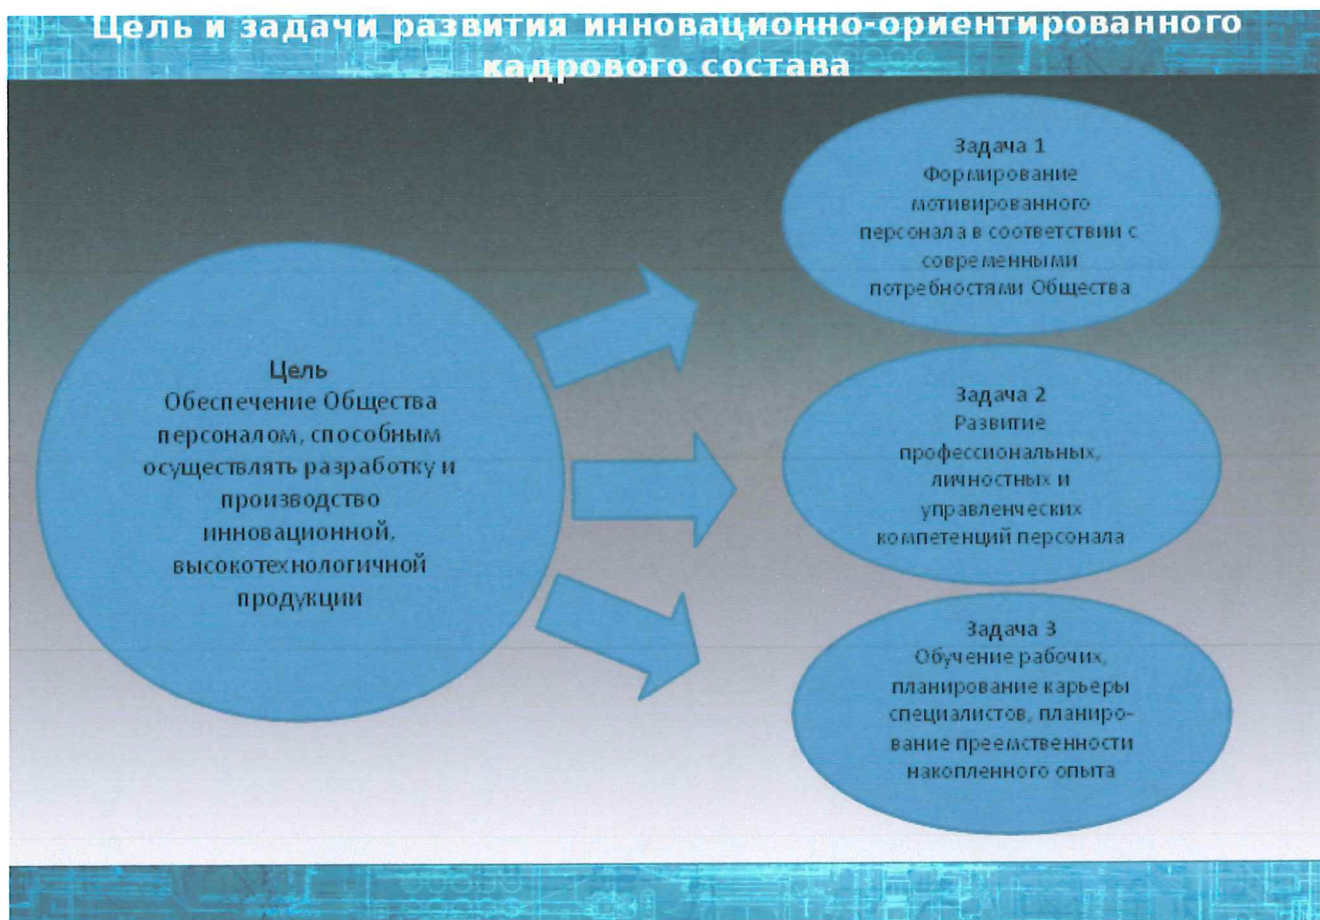 Цель и задачи развития инновационно-ориентированного
кадрового состава
Цель
Обеспечение Общества
персоналом, способным
осуществлять разработку и
производство
инновационной,
высокотехнологичной
продукции
Задача 1
Формирование
мотивированного
персонала в соответствии с
современными
потребностями Общества
Задача 2
Развитие
профессиональных,
личностных и
управленческих
компетенций персонала
Задача 3
Обучение рабочих,
планирование карьеры
специалистов, планиро-
вание преемственности
накопленного опыта